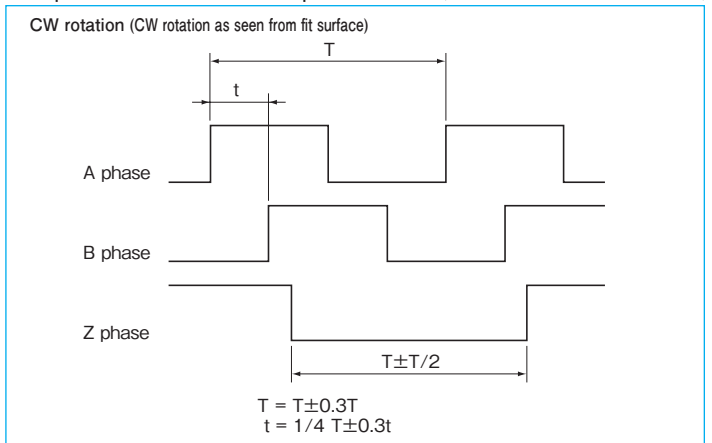 CW rotation (CW rotation as seen from fit surface)
T
t
A phase
B phase
Z phase
T±T/2
T = T±0.3T
t = 1/4 T±0.3t